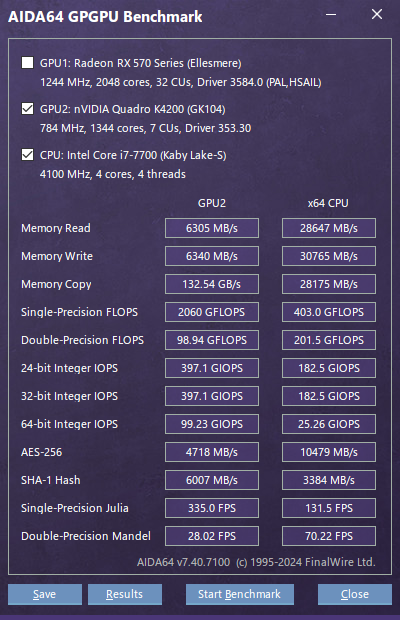 AIDA64 GPGPU Benchmark
GPU1: Radeon RX 570 Series (Ellesmere)
1244 MHz, 2048 cores, 32 CUs, Driver 3584.0 (PAL,HSAIL)
GPU2: nVIDIA Quadro K4200 (GK104)
784 MHz, 1344 cores, 7 CUs, Driver 353.30
CPU: Intel Core i7-7700 (Kaby Lake-S)
4100 MHz, 4 cores, 4 threads
GPU2 x64 CPU
Memory Read 6305 MB/s 28647 MB/s
Memory Write 6340 MB/s 30765 MB/s
Memory Copy 132.54 GB/s 28175 MB/s
Single-Precision FLOPS 2060 GFLOPS 403.0 GFLOPS
Double-Precision FLOPS 98.94 GFLOPS 201.5 GFLOPS
24-bit Integer IOPS 397.1 GIOPS 182.5 GIOPS
32-bit Integer IOPS 397.1 GIOPS 182.5 GIOPS
64-bit Integer IOPS 99.23 GIOPS 25.26 GIOPS
AES-256 4718 MB/s 10479 MB/s
SHA-1 Hash 6007 MB/s 3384 MB/s
Single-Precision Julia 335.0 FPS 131.5 FPS
Double-Precision Mandel 28.02 FPS 70.22 FPS
AIDA64 v7.40.7100 (c) 1995-2024 FinalWire Ltd.
Save Results Start Benchmark Close